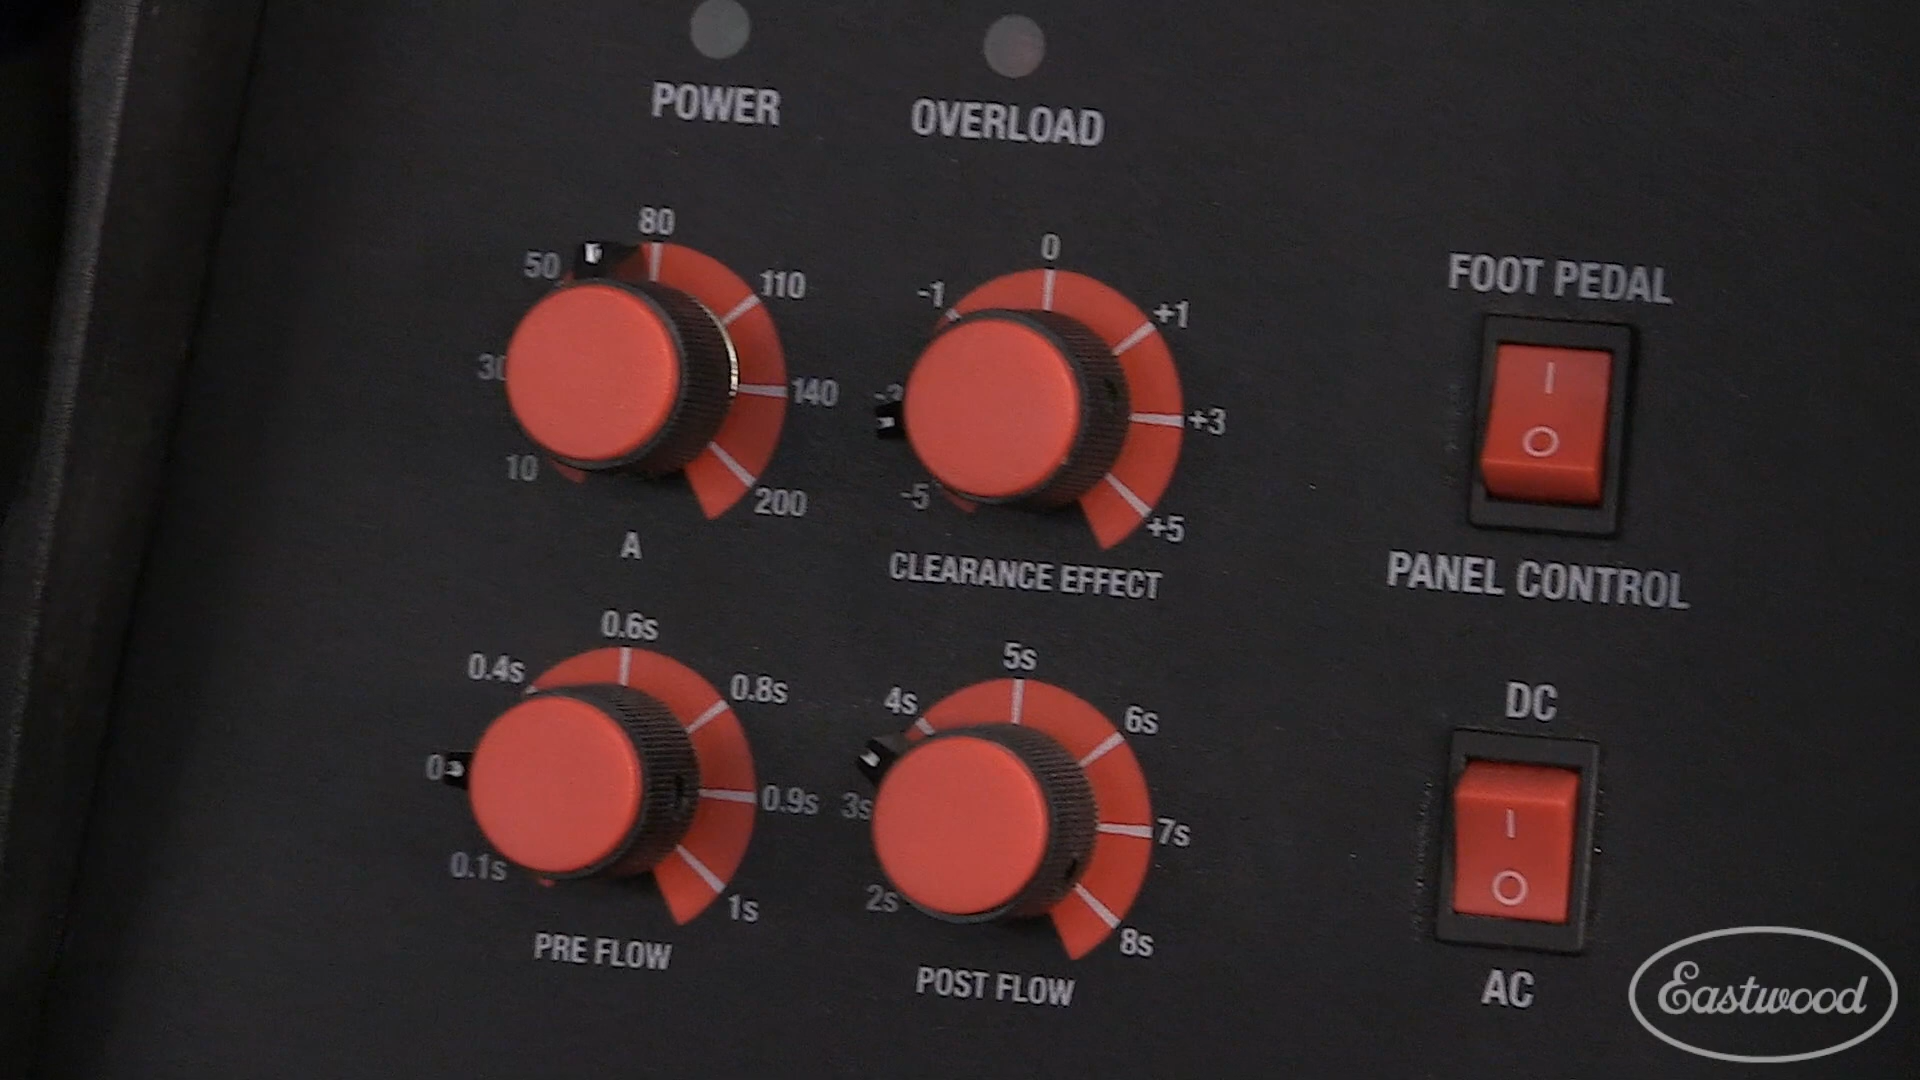 POWER
OVERLOAD
80
50
110
30
140
10
200
A
0
-1
+1
+3
-5
+5
CLEARANCE EFFECT
FOOT PEDAL
I
O
PANEL CONTROL
0.6s
0.4s
0.8s
0.9s
0.1s
1s
PRE FLOW
5s
4s
6s
3s
7s
2s
8s
POST FLOW
DC
I
O
AC
Eastwood